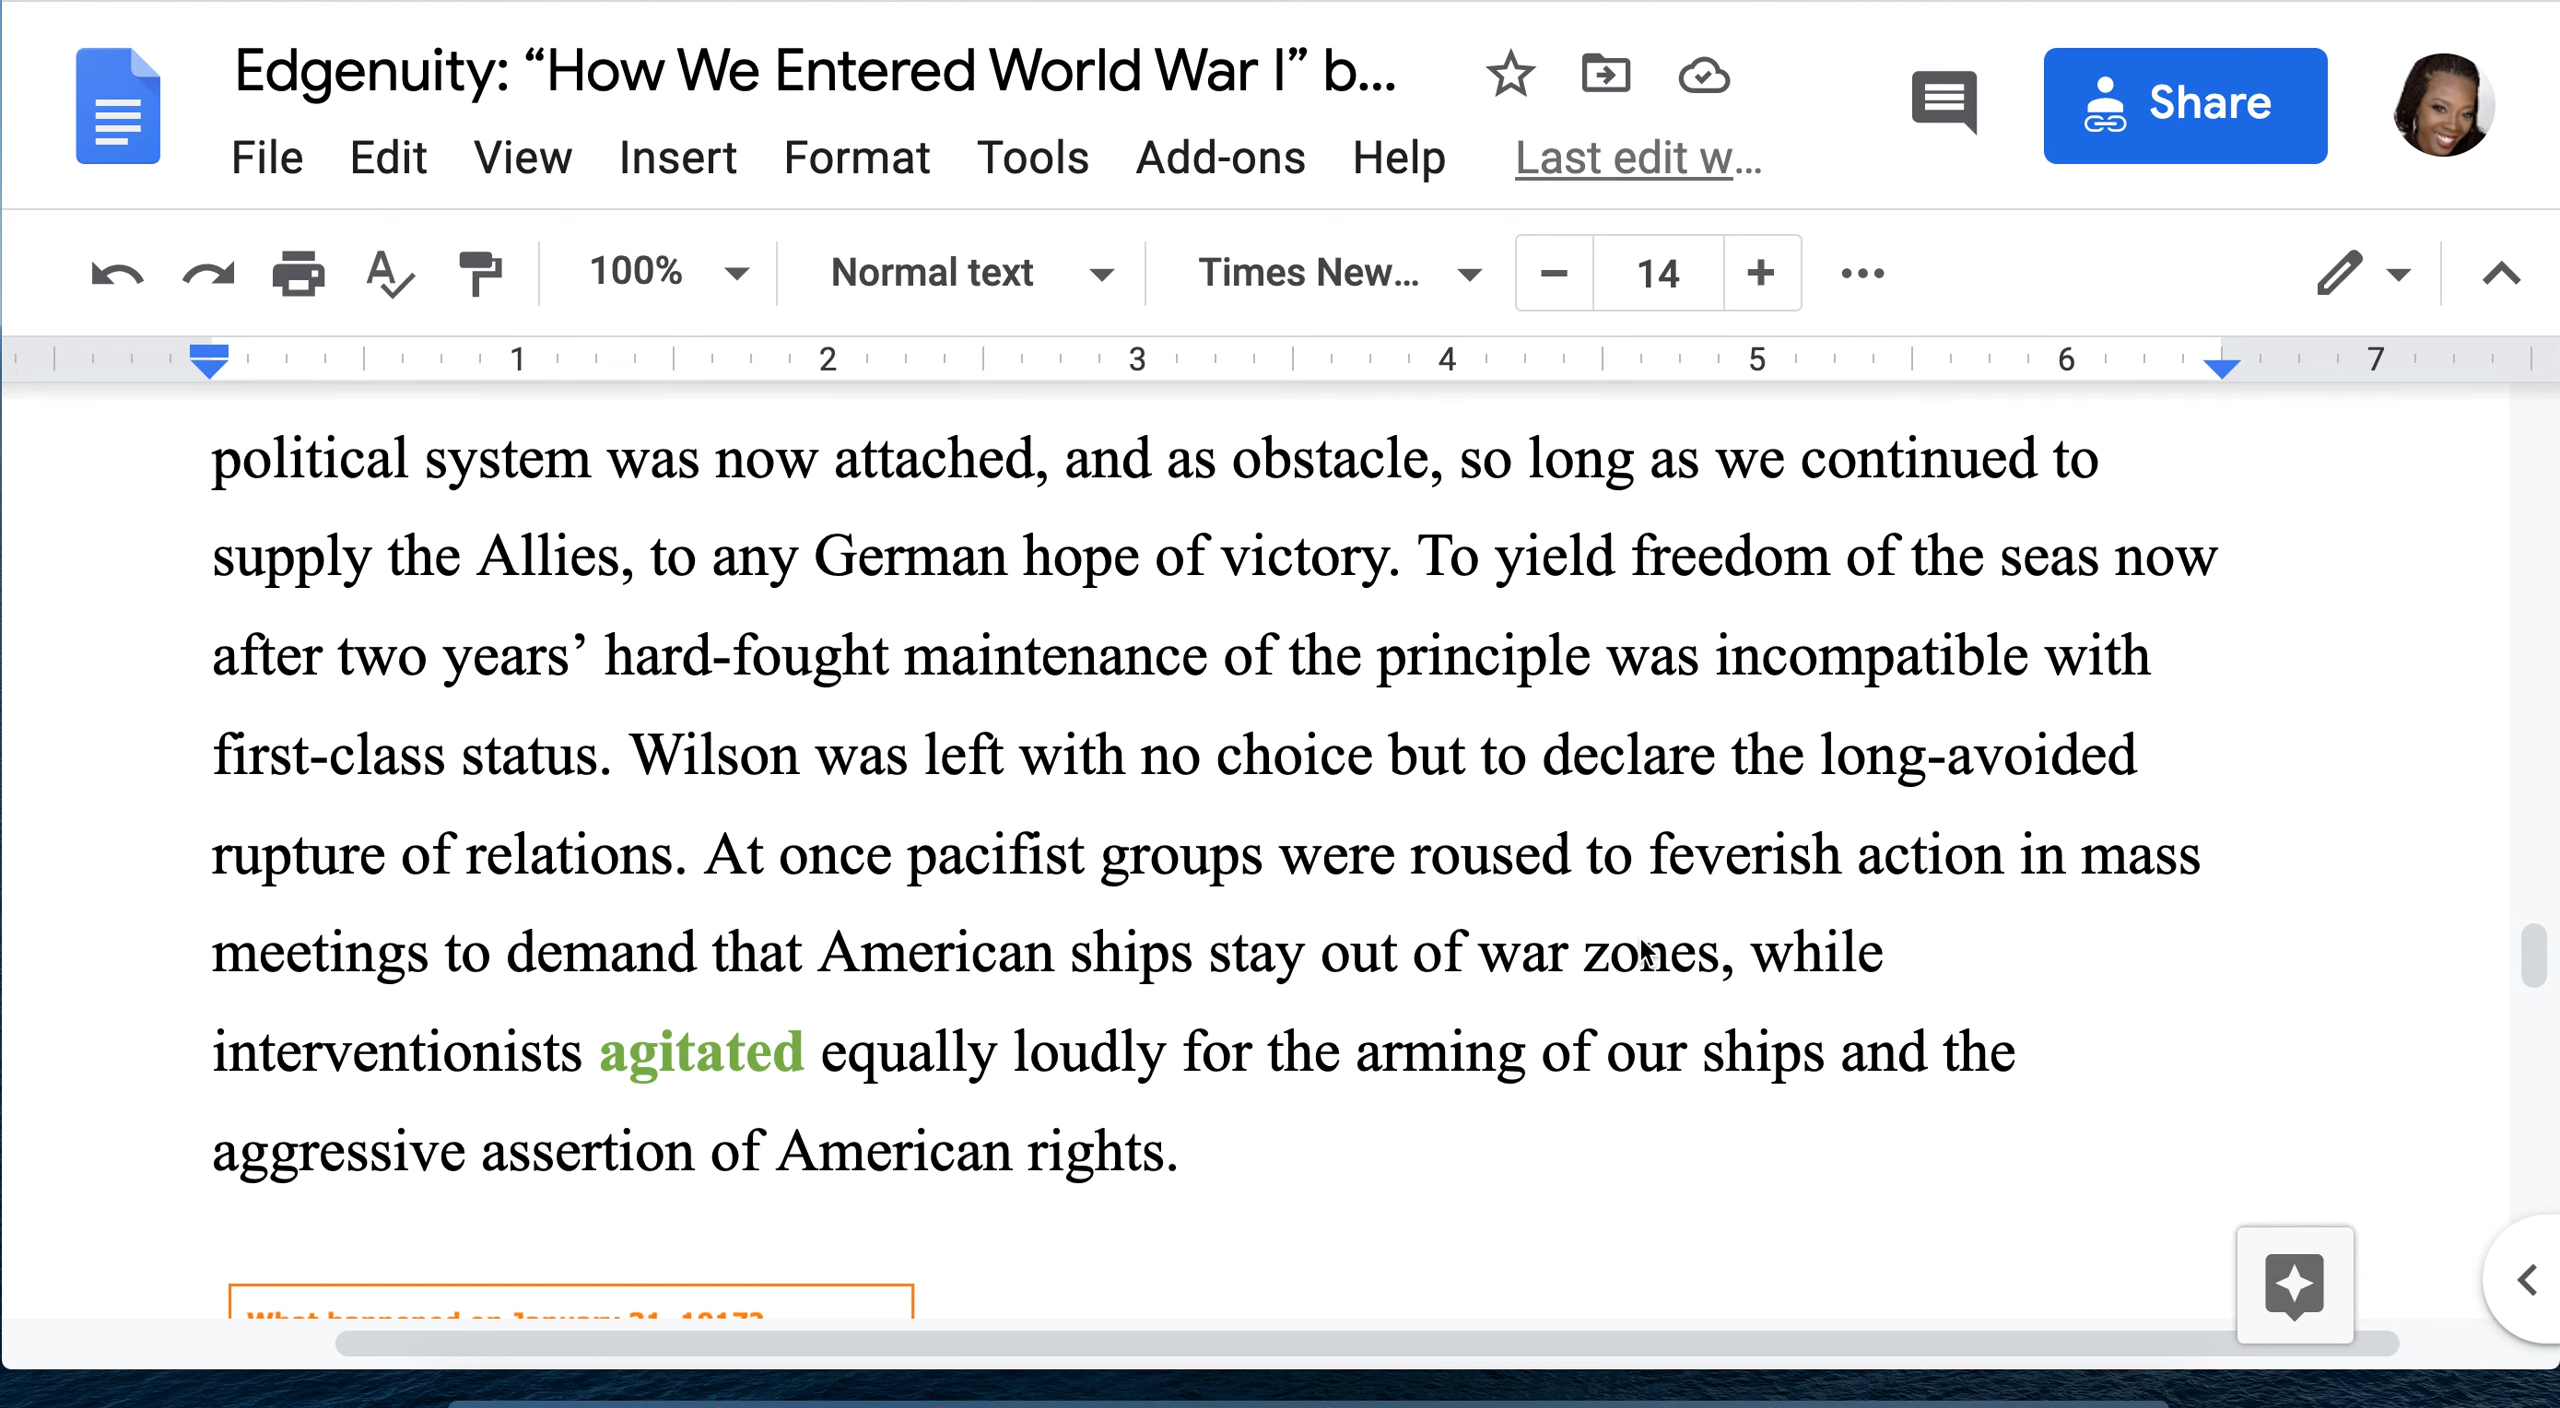 Edgenuity: “How We Entered World War I” b...
File Edit View Insert Format Tools Add-ons Help Last edit w...
Share
100% Normal text Times New... 14
1 2 3 4 5 6 7
political system was now attached, and as obstacle, so long as we continued to
supply the Allies, to any German hope of victory. To yield freedom of the seas now
after two years’ hard-fought maintenance of the principle was incompatible with
first-class status. Wilson was left with no choice but to declare the long-avoided
rupture of relations. At once pacifist groups were roused to feverish action in mass
meetings to demand that American ships stay out of war zones, while
interventionists agitated equally loudly for the arming of our ships and the
aggressive assertion of American rights.
What happened on January 31, 1917?